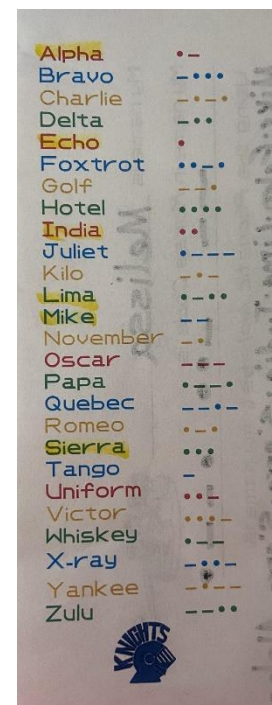 Alpha •–
Bravo –•••
Charlie –•–•
Delta –••
Echo •
Foxtrot ••–•
Golf ––•
Hotel ••••
India ••
Juliet •–––
Kilo –•–
Lima •–••
Mike ––
November –•
Oscar –––
Papa •––•
Quebec ––•–
Romeo •–•
Sierra •••
Tango –
Uniform ••–
Victor •••–
Whiskey •––
X-ray –••–
Yankee –•––
Zulu ––••
KNIGHTS
Melissa